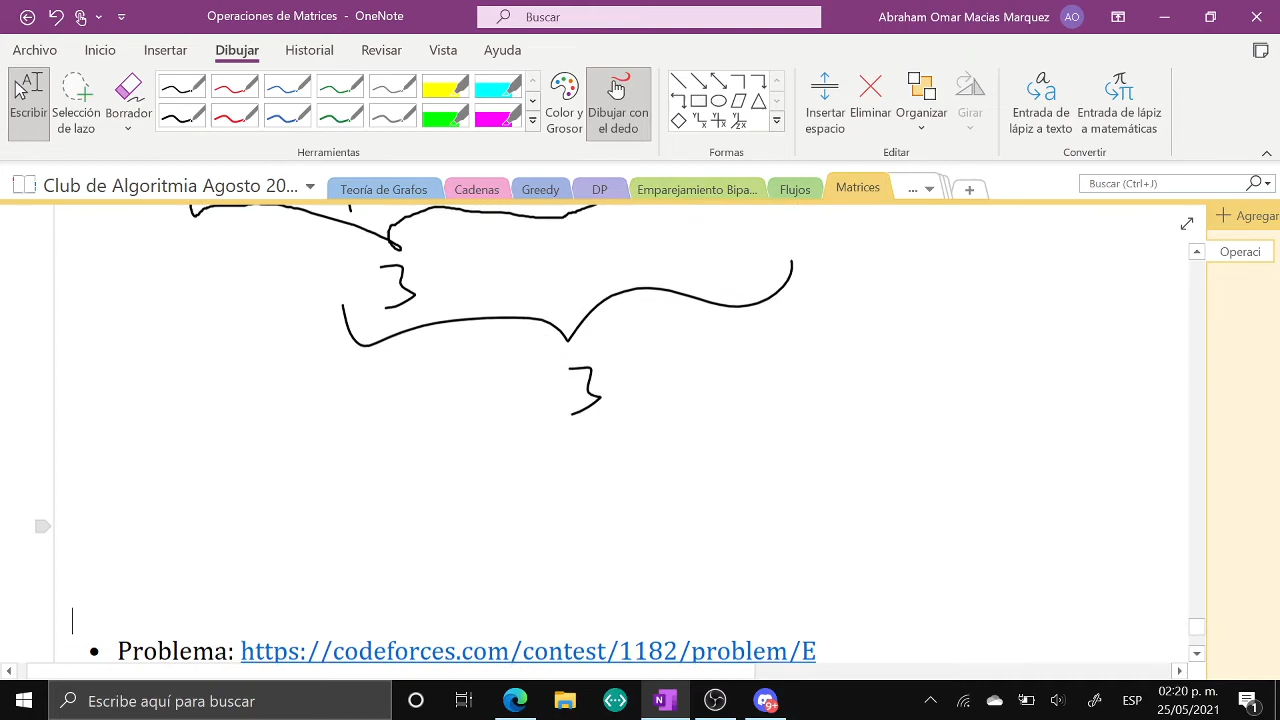 Operaciones de Matrices - OneNote
Buscar
Abraham Omar Macias Marquez
AO
Archivo
Inicio
Insertar
Dibujar
Historial
Revisar
Vista
Ayuda
Escribir
Selección de lazo
Borrador
Color y Grosor
Dibujar con el dedo
Insertar espacio
Eliminar
Organizar
Girar
Entrada de lápiz a texto
Entrada de lápiz a matemáticas
Herramientas
Formas
Editar
Convertir
Club de Algoritmia Agosto 20...
Teoría de Grafos
Cadenas
Greedy
DP
Emparejamiento Bipa...
Flujos
Matrices
...
Buscar (Ctrl+J)
Agregar
Operaci
3
3
• Problema: https://codeforces.com/contest/1182/problem/E
Escribe aquí para buscar
9+
ESP
02:20 p. m.
25/05/2021
1